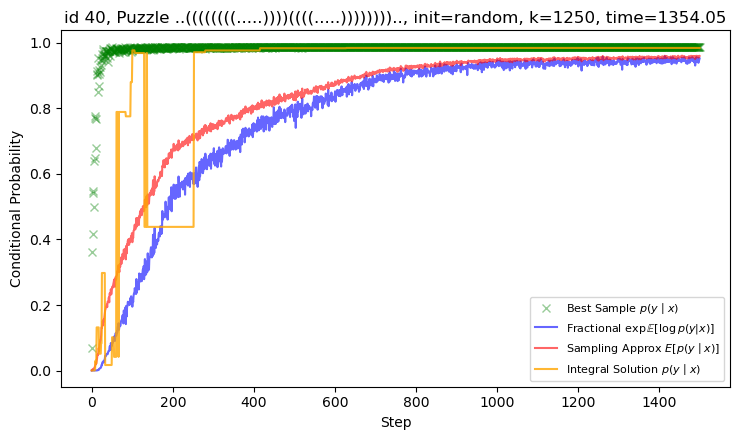 id 40, Puzzle ..((((((((.....))))((((.....)))))))).., init=random, k=1250, time=1354.05
Conditional Probability
1.0
0.8
0.6
0.4
0.2
0.0
Best Sample p(y | x)
Fractional exp𝔼[log p(y|x)]
Sampling Approx E[p(y | x)]
Integral Solution p(y | x)
0 200 400 600 800 1000 1200 1400
Step